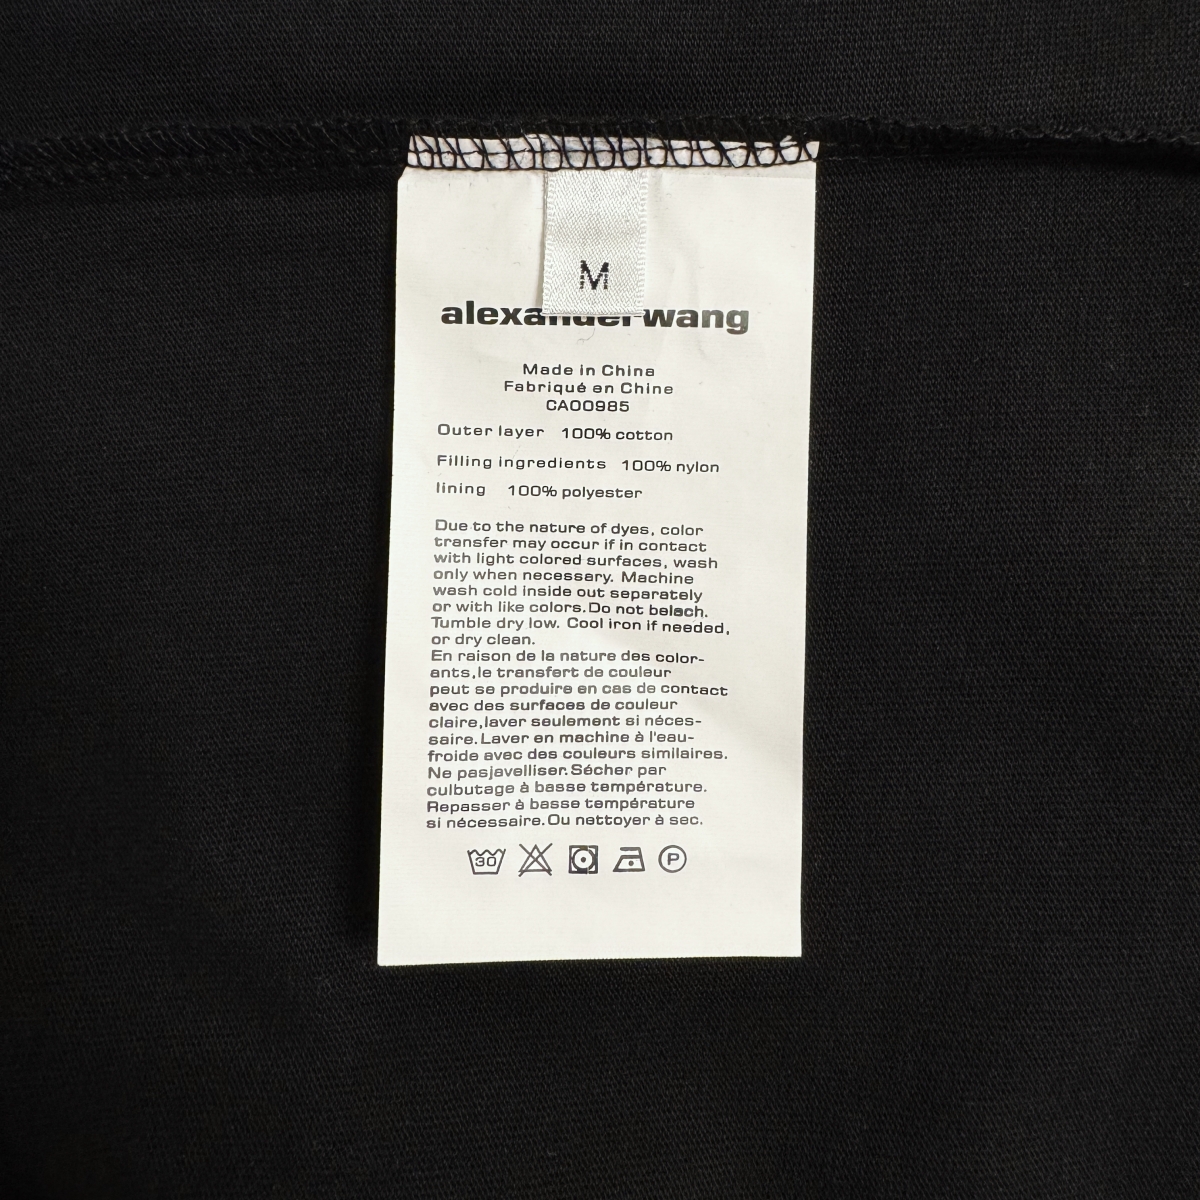 M
alexander wang
Made in China
Fabriqué en Chine
CA00985
Outer layer 100% cotton
Filling ingredients 100% nylon
lining 100% polyester
Due to the nature of dyes, color
transfer may occur if in contact
with light colored surfaces, wash
only when necessary. Machine
wash cold inside out separately
or with like colors.Do not belach.
Tumble dry low. Cool iron if needed,
or dry clean.
En raison de la nature des color-
ants,le transfert de couleur
peut se produire en cas de contact
avec des surfaces de couleur
claire,laver seulement si néces-
saire.Laver en machine à l'eau-
froide avec des couleurs similaires.
Ne pasjavelliser.Sécher par
culbutage à basse température.
Repasser à basse température
si nécessaire.Ou nettoyer à sec.
30 P